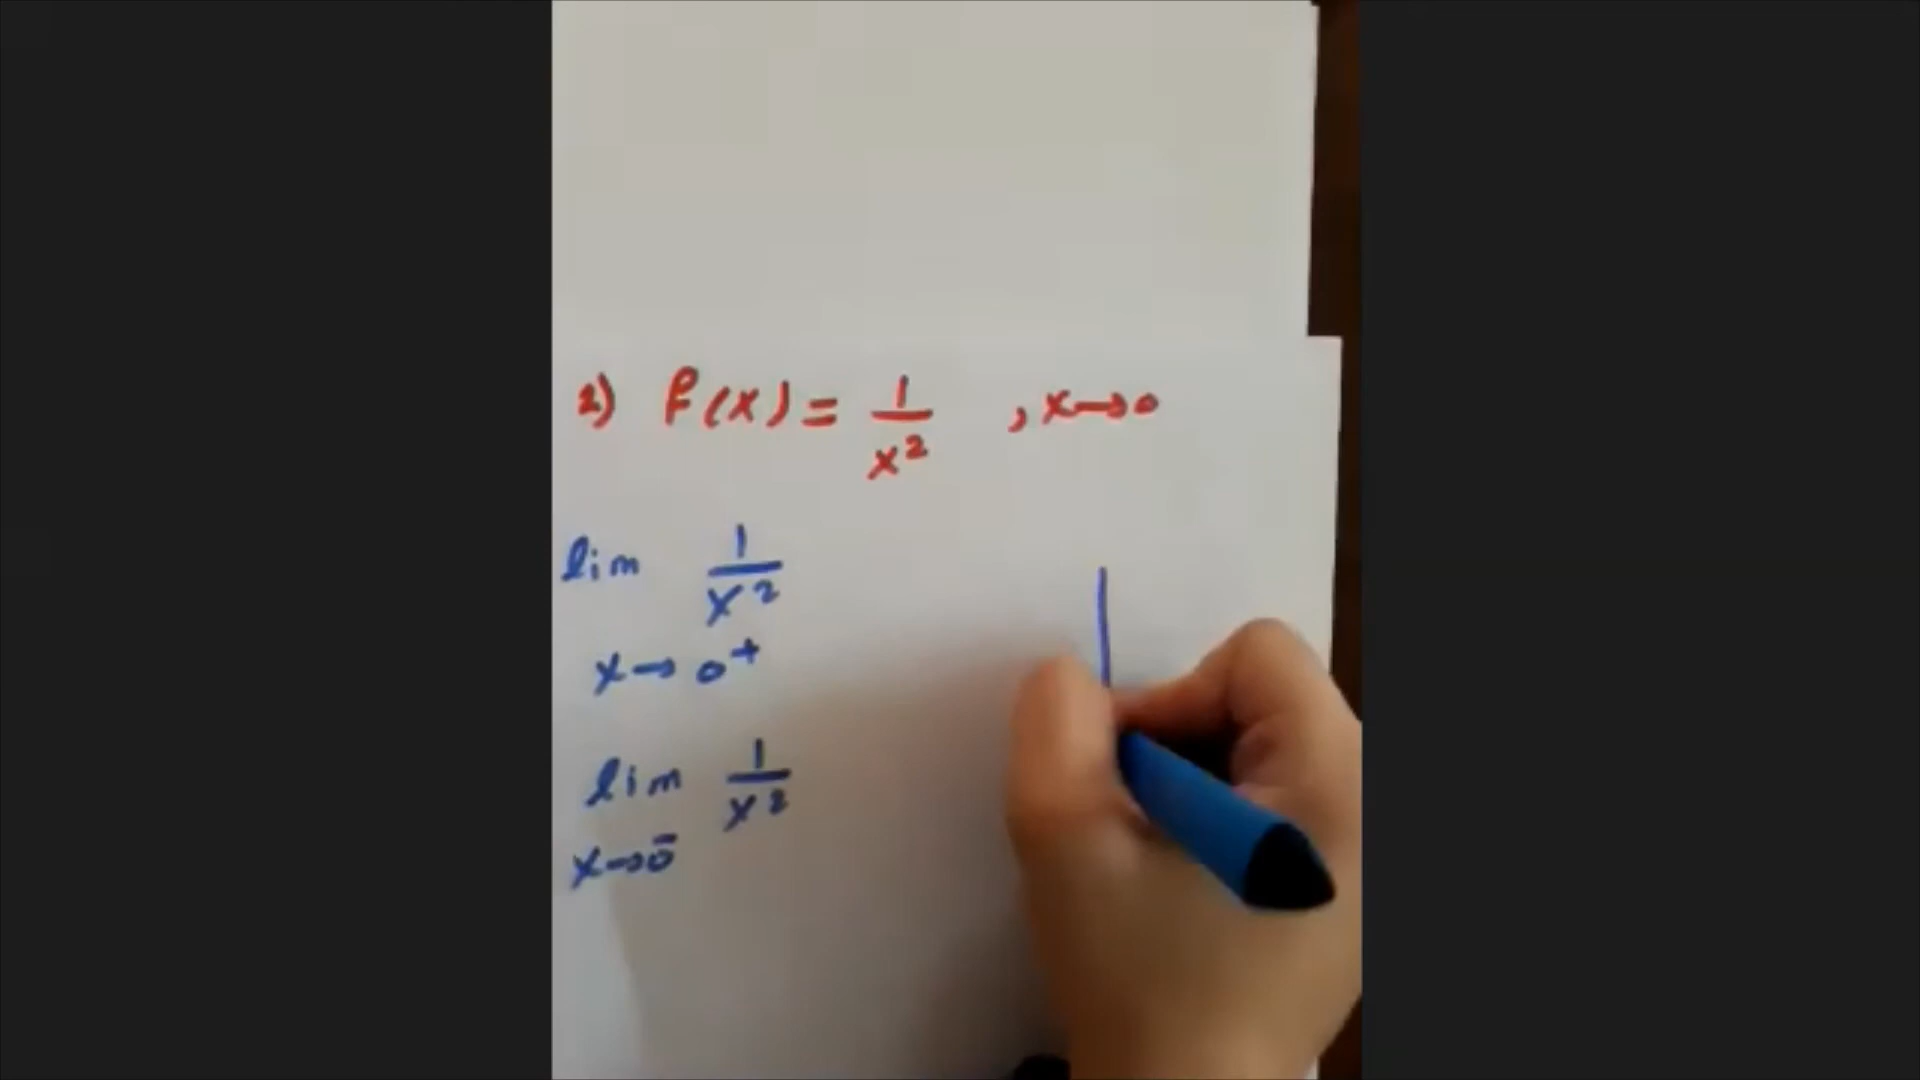 2) f(x) = 1/x² , x→0
lim 1/x²
x→0⁺
lim 1/x²
x→0⁻